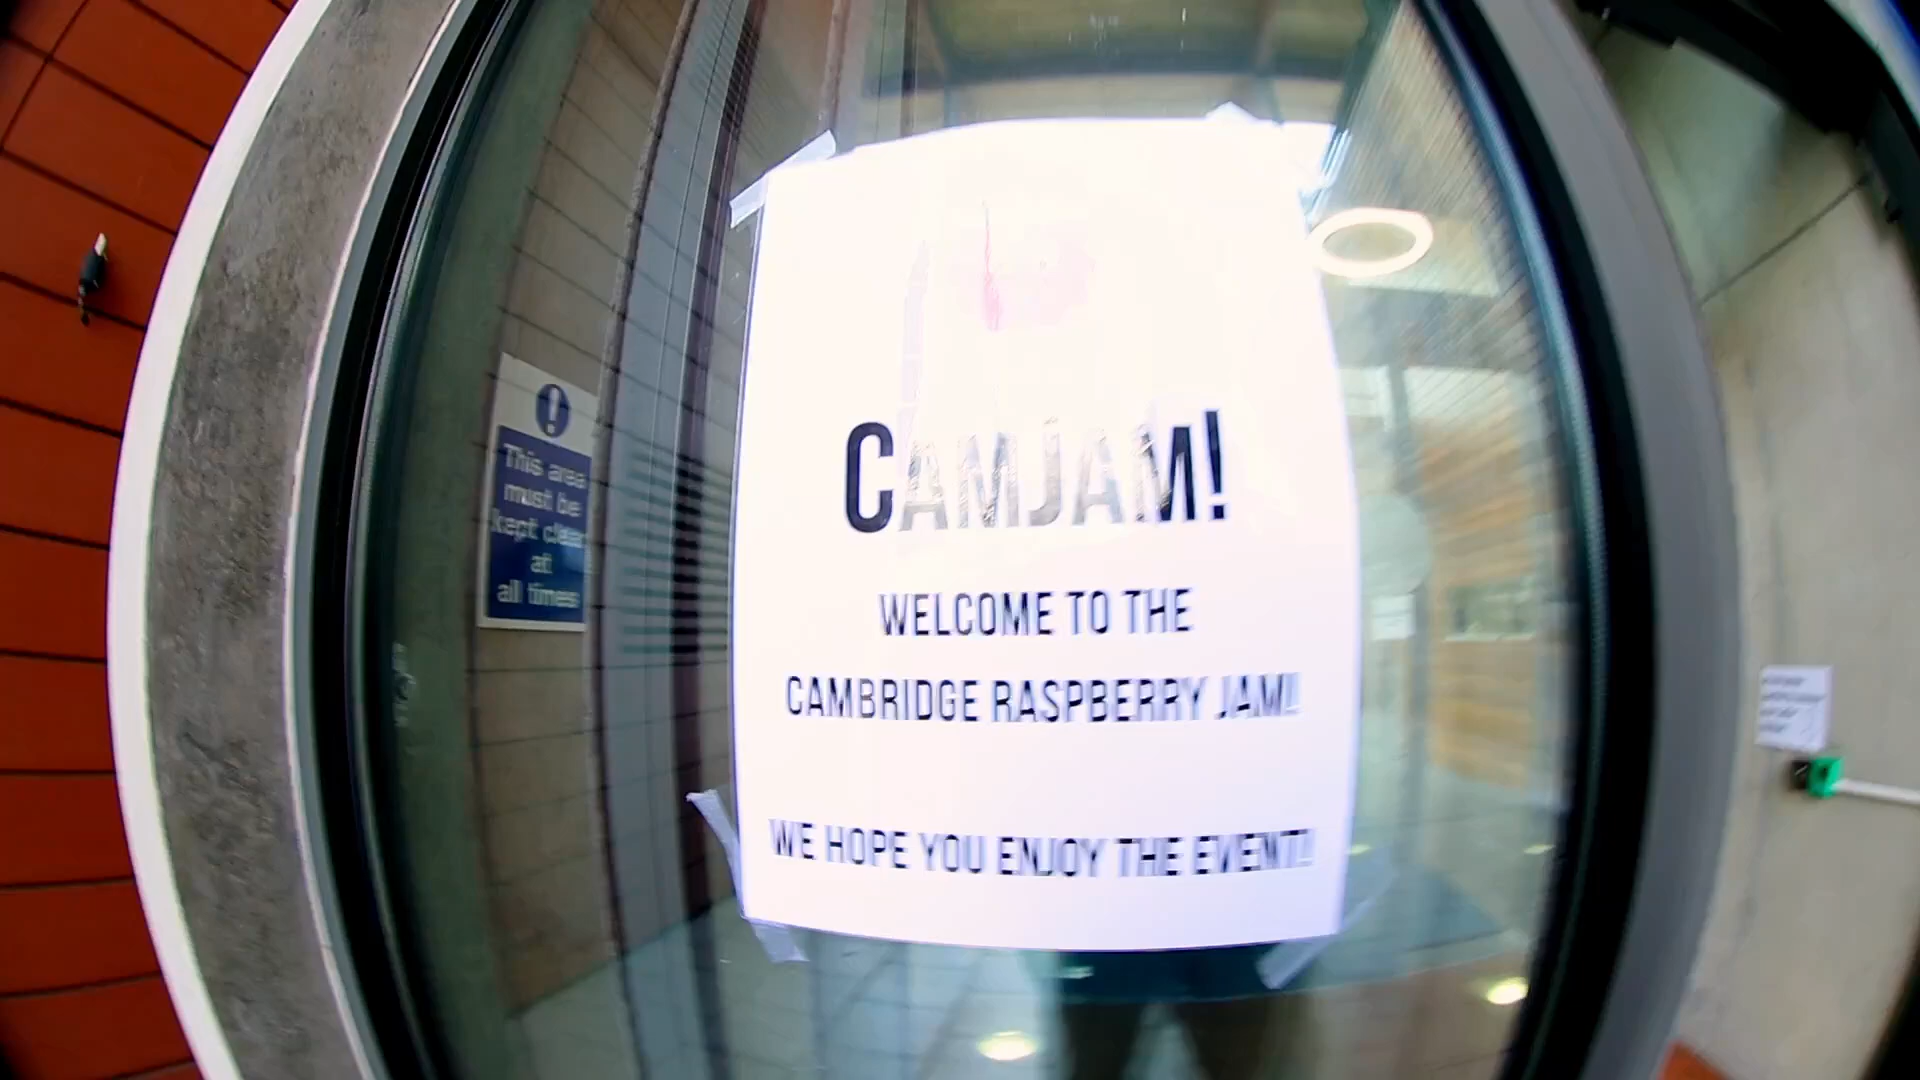 This area
must be
kept clear
at
all times
CAMJAM!
WELCOME TO THE
CAMBRIDGE RASPBERRY JAM!
WE HOPE YOU ENJOY THE EVENT!